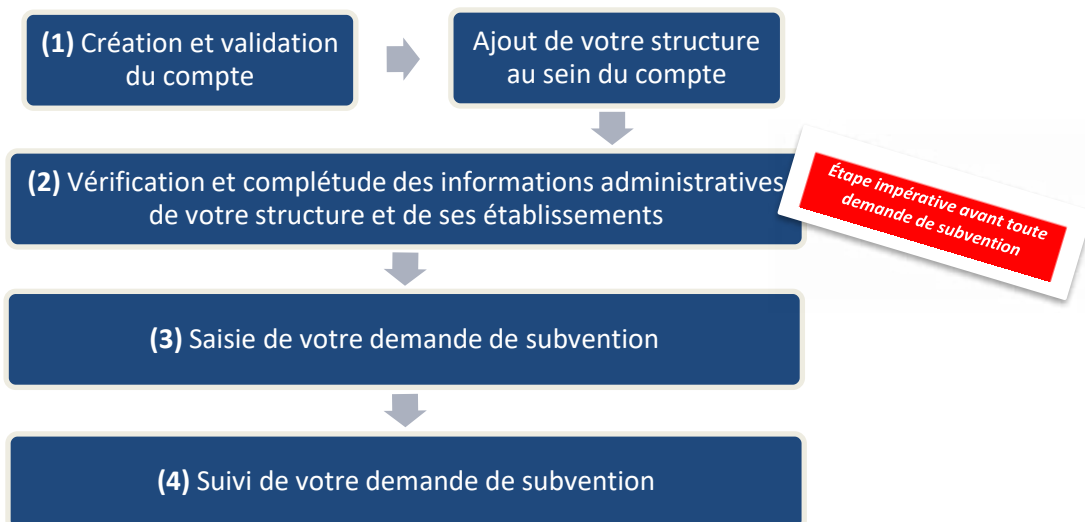 (1) Création et validation
du compte
Ajout de votre structure
au sein du compte
(2) Vérification et complétude des informations administratives
de votre structure et de ses établissements
Étape impérative avant toute
demande de subvention
(3) Saisie de votre demande de subvention
(4) Suivi de votre demande de subvention